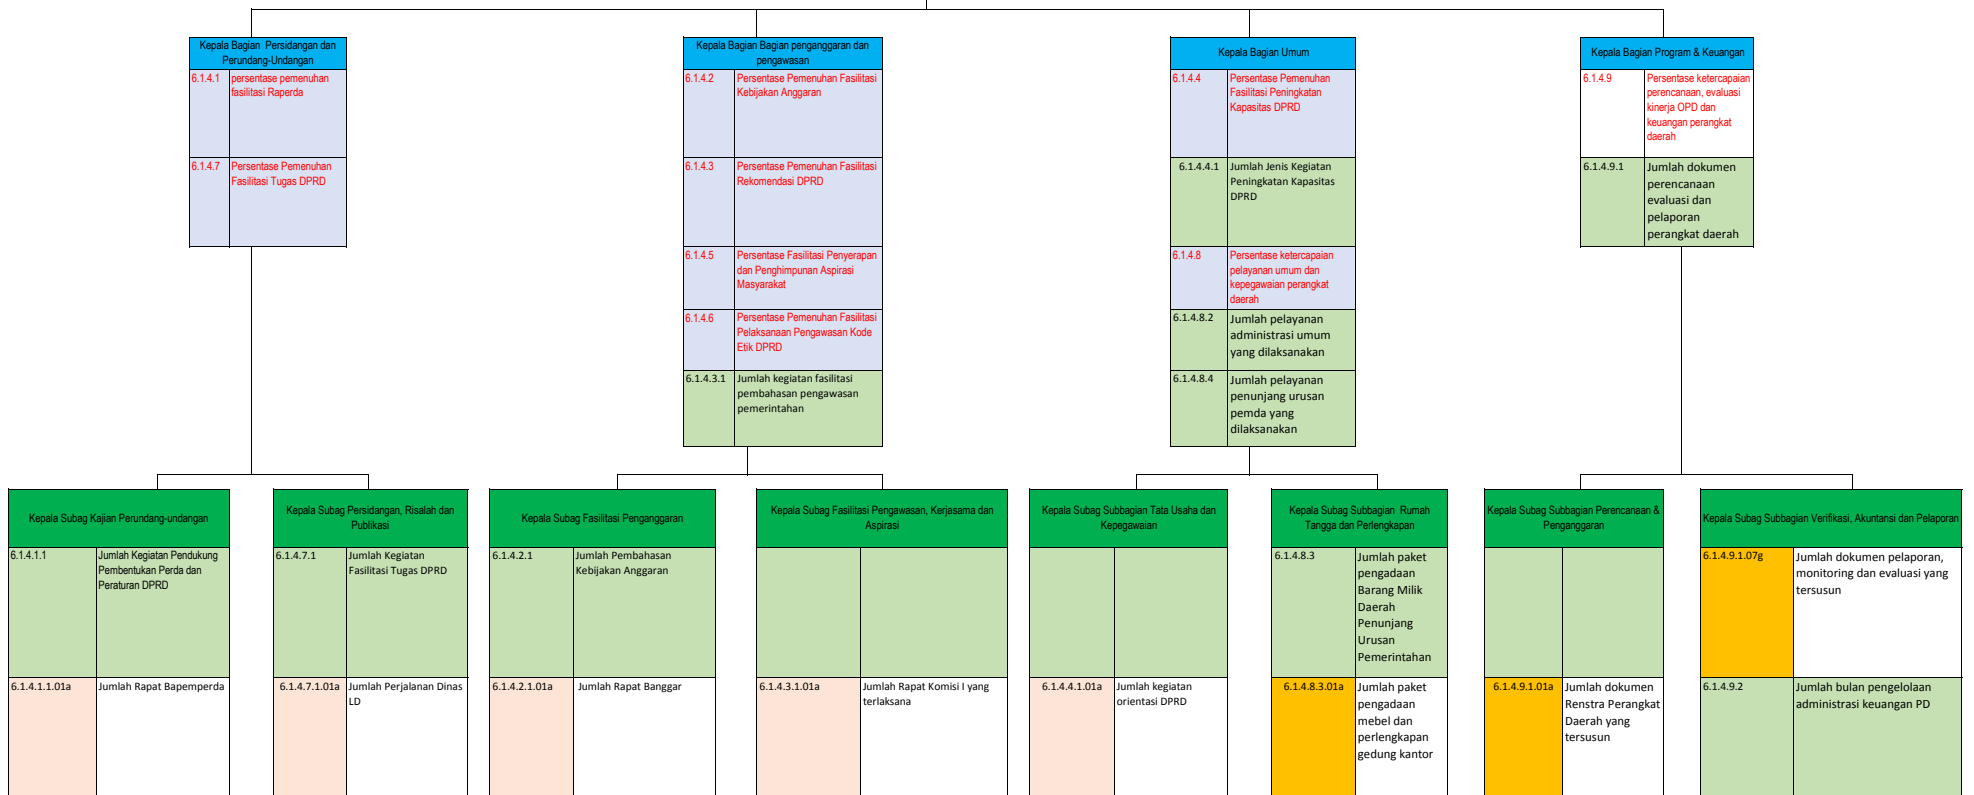 Kepala Bagian  Persidangan dan
Perundang-Undangan
6.1.4.1
persentase pemenuhan
fasilitasi Raperda
6.1.4.7
Persentase Pemenuhan
Fasilitasi Tugas DPRD
Kepala Bagian Bagian penganggaran dan
pengawasan
6.1.4.2
Persentase Pemenuhan Fasilitasi
Kebijakan Anggaran
6.1.4.3
Persentase Pemenuhan Fasilitasi
Rekomendasi DPRD
6.1.4.5
Persentase Fasilitasi Penyerapan
dan Penghimpunan Aspirasi
Masyarakat
6.1.4.6
Persentase Pemenuhan Fasilitasi
Pelaksanaan Pengawasan Kode
Etik DPRD
6.1.4.3.1
Jumlah kegiatan fasilitasi
pembahasan pengawasan
pemerintahan
Kepala Bagian Umum
6.1.4.4
Persentase Pemenuhan
Fasilitasi Peningkatan
Kapasitas DPRD
6.1.4.4.1
Jumlah Jenis Kegiatan
Peningkatan Kapasitas
DPRD
6.1.4.8
Persentase ketercapaian
pelayanan umum dan
kepegawaian perangkat
daerah
6.1.4.8.2
Jumlah pelayanan
administrasi umum
yang dilaksanakan
6.1.4.8.4
Jumlah pelayanan
penunjang urusan
pemda yang
dilaksanakan
Kepala Bagian Program & Keuangan
6.1.4.9
Persentase ketercapaian
perencanaan, evaluasi
kinerja OPD dan
keuangan perangkat
daerah
6.1.4.9.1
Jumlah dokumen
perencanaan
evaluasi dan
pelaporan
perangkat daerah
Kepala Subag Kajian Perundang-undangan
6.1.4.1.1
Jumlah Kegiatan Pendukung
Pembentukan Perda dan
Peraturan DPRD
6.1.4.1.1.01a
Jumlah Rapat Bapemperda
Kepala Subag Persidangan, Risalah dan
Publikasi
6.1.4.7.1
Jumlah Kegiatan
Fasilitasi Tugas DPRD
6.1.4.7.1.01a
Jumlah Perjalanan Dinas
LD
Kepala Subag Fasilitasi Penganggaran
6.1.4.2.1
Jumlah Pembahasan
Kebijakan Anggaran
6.1.4.2.1.01a
Jumlah Rapat Banggar
Kepala Subag Fasilitasi Pengawasan, Kerjasama dan
Aspirasi
6.1.4.3.1.01a
Jumlah Rapat Komisi I yang
terlaksana
Kepala Subag Subbagian Tata Usaha dan
Kepegawaian
6.1.4.4.1.01a
Jumlah kegiatan
orientasi DPRD
Kepala Subag Subbagian  Rumah
Tangga dan Perlengkapan
6.1.4.8.3
Jumlah paket
pengadaan
Barang Milik
Daerah
Penunjang
Urusan
Pemerintahan
6.1.4.8.3.01a
Jumlah paket
pengadaan
mebel dan
perlengkapan
gedung kantor
Kepala Subag Subbagian Perencanaan &
Penganggaran
6.1.4.9.1.01a
Jumlah dokumen
Renstra Perangkat
Daerah yang
tersusun
Kepala Subag Subbagian Verifikasi, Akuntansi dan Pelaporan
6.1.4.9.1.07g
Jumlah dokumen pelaporan,
monitoring dan evaluasi yang
tersusun
6.1.4.9.2
Jumlah bulan pengelolaan
administrasi keuangan PD